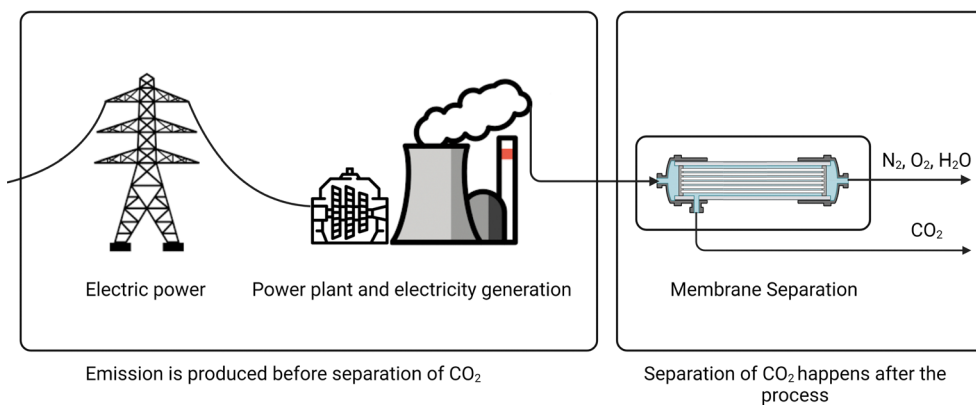 N₂, O₂, H₂O
CO₂
Electric power
Power plant and electricity generation
Membrane Separation
Emission is produced before separation of CO₂
Separation of CO₂ happens after the
process